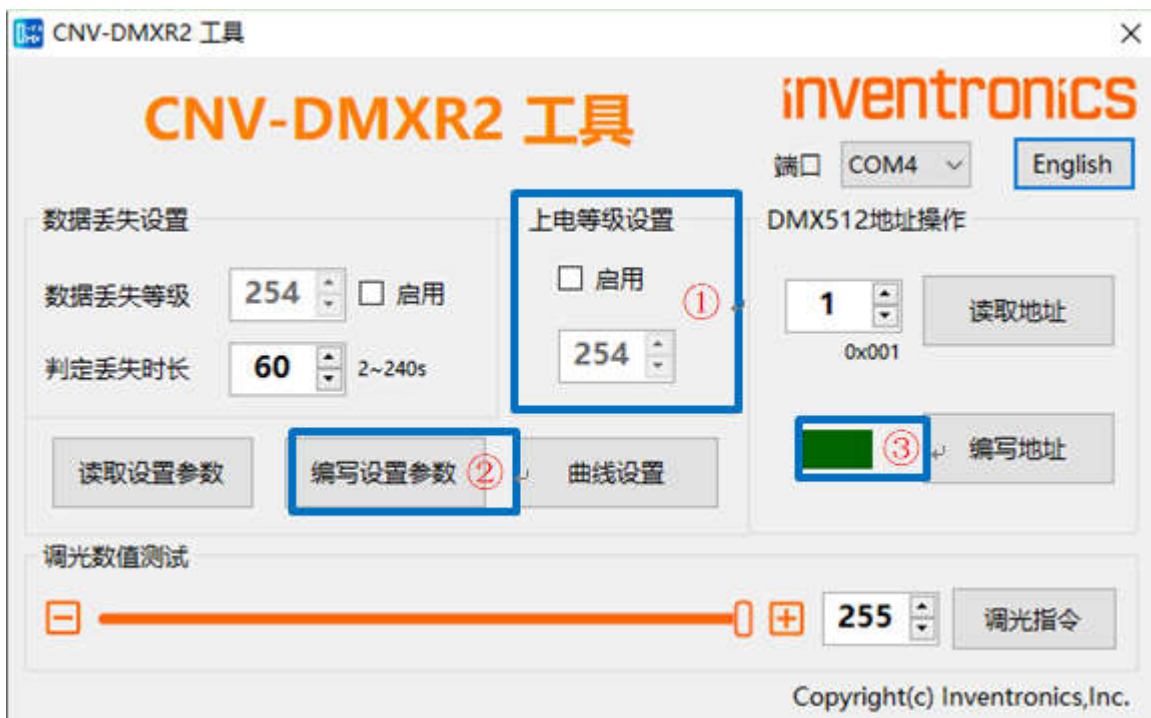 CNV-DMXR2 工具
CNV-DMXR2 工具
inventronics
端口 COM4 English
数据丢失设置
数据丢失等级 254 启用
判定丢失时长 60 2~240s
上电等级设置
启用
①
254
DMX512地址操作
1 读取地址
0x001
③ 编写地址
读取设置参数 编写设置参数 ② 曲线设置
调光数值测试
255 调光指令
Copyright(c) Inventronics,Inc.